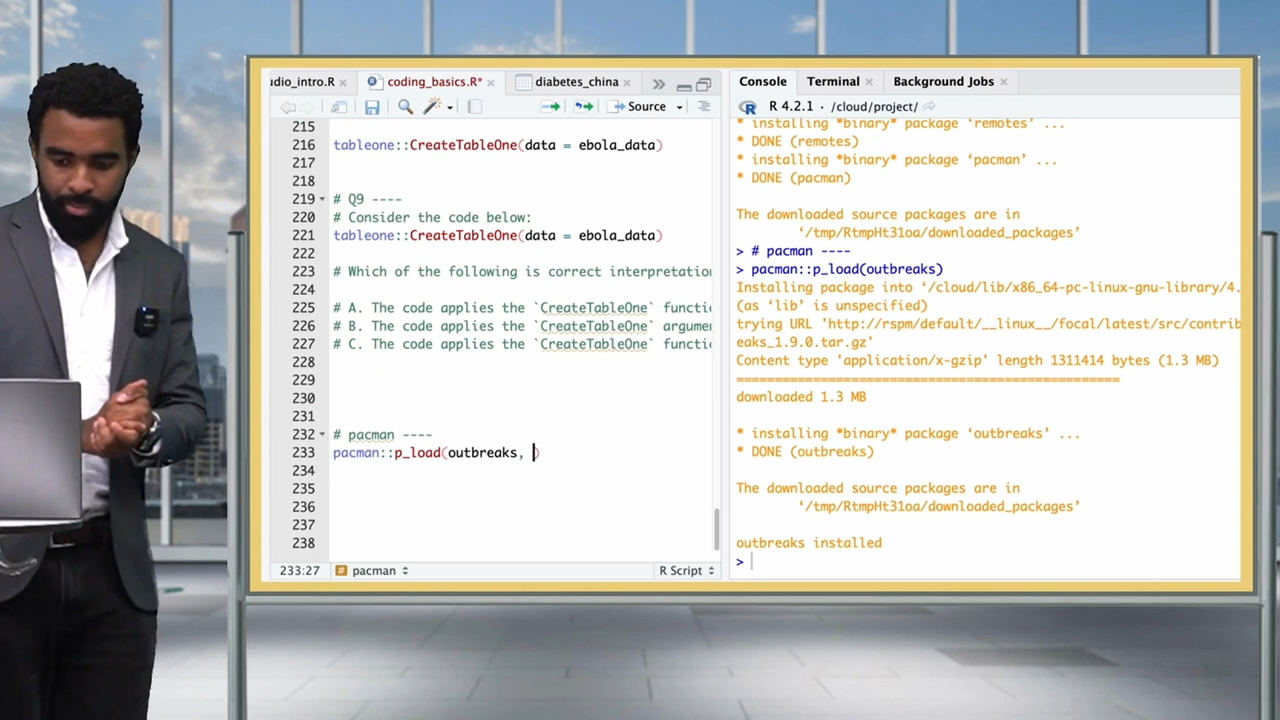 udio_intro.R
coding_basics.R*
diabetes_china
Source
215
216 tableone::CreateTableOne(data = ebola_data)
217
218
219 # Q9 ----
220 # Consider the code below:
221 tableone::CreateTableOne(data = ebola_data)
222
223 # Which of the following is correct interpretatio
224
225 # A. The code applies the `CreateTableOne` functi
226 # B. The code applies the `CreateTableOne` argume
227 # C. The code applies the `CreateTableOne` functi
228
229
230
231
232 # pacman ----
233 pacman::p_load(outbreaks, )
234
235
236
237
238
233:27 # pacman R Script
Console Terminal Background Jobs
R R 4.2.1 · /cloud/project/
* installing *binary* package ‘remotes’ ...
* DONE (remotes)
* installing *binary* package ‘pacman’ ...
* DONE (pacman)
The downloaded source packages are in
‘/tmp/RtmpHt31oa/downloaded_packages’
> # pacman ----
> pacman::p_load(outbreaks)
Installing package into ‘/cloud/lib/x86_64-pc-linux-gnu-library/4.
(as ‘lib’ is unspecified)
trying URL 'http://rspm/default/__linux__/focal/latest/src/contrib
eaks_1.9.0.tar.gz'
Content type 'application/x-gzip' length 1311414 bytes (1.3 MB)
==================================================
downloaded 1.3 MB
* installing *binary* package ‘outbreaks’ ...
* DONE (outbreaks)
The downloaded source packages are in
‘/tmp/RtmpHt31oa/downloaded_packages’
outbreaks installed
>